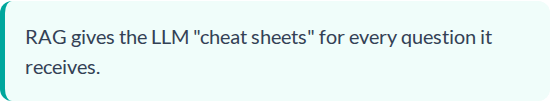 RAG gives the LLM "cheat sheets" for every question it
receives.